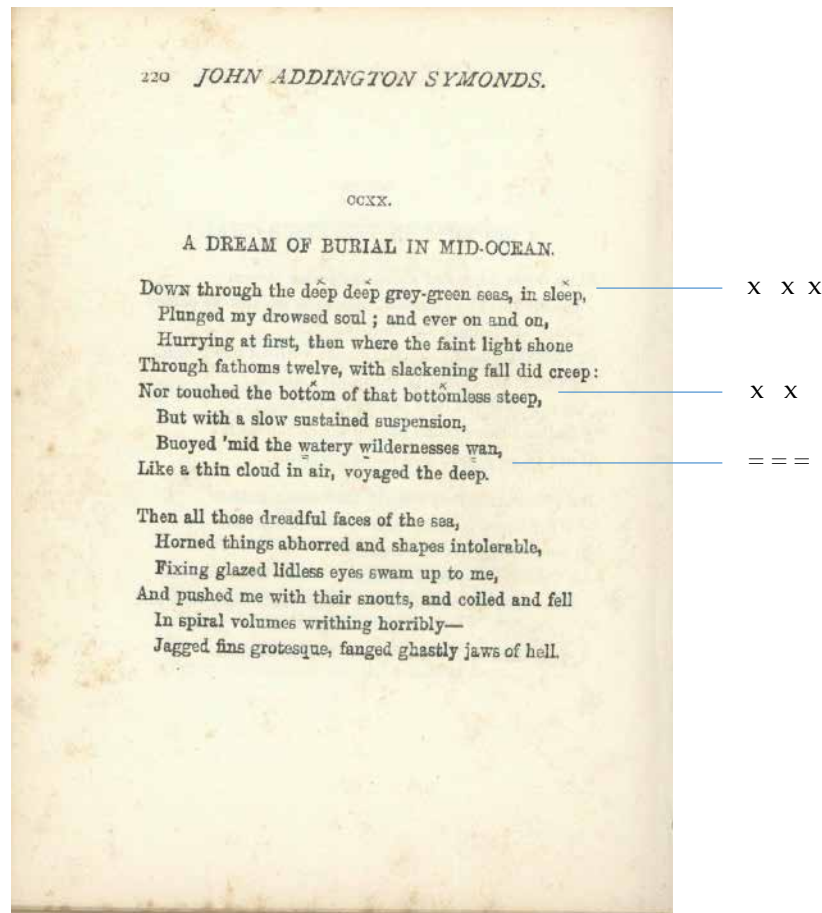 220 JOHN ADDINGTON SYMONDS.
CCXX.
A DREAM OF BURIAL IN MID-OCEAN.
DOWN through the deep deep grey-green seas, in sleep,
Plunged my drowsed soul ; and ever on and on,
Hurrying at first, then where the faint light shone
Through fathoms twelve, with slackening fall did creep :
Nor touched the bottom of that bottomless steep,
But with a slow sustained suspension,
Buoyed 'mid the watery wildernesses wan,
Like a thin cloud in air, voyaged the deep.
Then all those dreadful faces of the sea,
Horned things abhorred and shapes intolerable,
Fixing glazed lidless eyes swam up to me,
And pushed me with their snouts, and coiled and fell
In spiral volumes writhing horribly—
Jagged fins grotesque, fanged ghastly jaws of hell.
x x x
x x
= = =